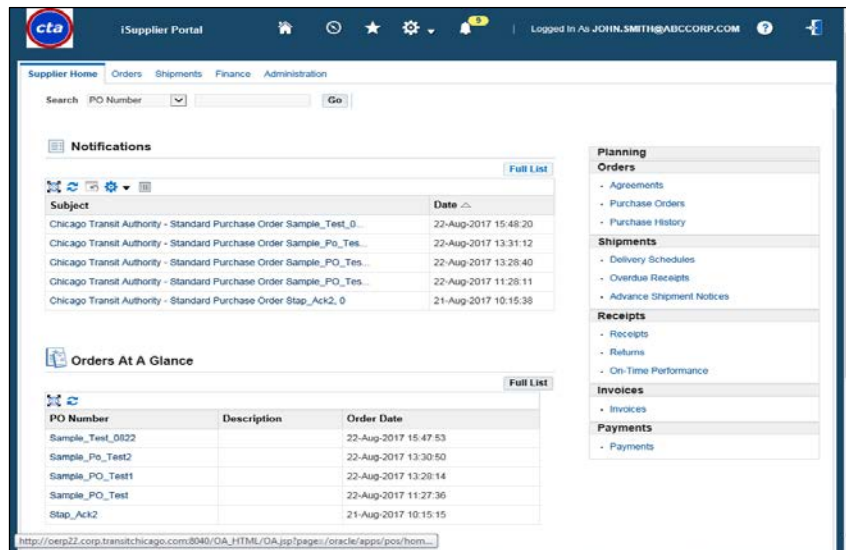 cta
iSupplier Portal
9
Logged In As JOHN.SMITH@ABCCORP.COM
?
Supplier Home Orders Shipments Finance Administration
Search PO Number Go
Notifications
Full List
Subject Date
Chicago Transit Authority - Standard Purchase Order Sample_Test_0... 22-Aug-2017 15:48:20
Chicago Transit Authority - Standard Purchase Order Sample_Po_Tes... 22-Aug-2017 13:31:12
Chicago Transit Authority - Standard Purchase Order Sample_PO_Tes... 22-Aug-2017 13:28:40
Chicago Transit Authority - Standard Purchase Order Sample_PO_Tes... 22-Aug-2017 11:28:11
Chicago Transit Authority - Standard Purchase Order Stap_Ack2, 0 21-Aug-2017 10:15:38
Orders At A Glance
Full List
PO Number Description Order Date
Sample_Test_0822 22-Aug-2017 15:47:53
Sample_Po_Test2 22-Aug-2017 13:30:50
Sample_PO_Test1 22-Aug-2017 13:28:14
Sample_PO_Test 22-Aug-2017 11:27:36
Stap_Ack2 21-Aug-2017 10:15:15
Planning
Orders
Agreements
Purchase Orders
Purchase History
Shipments
Delivery Schedules
Overdue Receipts
Advance Shipment Notices
Receipts
Receipts
Returns
On-Time Performance
Invoices
Invoices
Payments
Payments
http://oerp22.corp.transitchicago.com:8040/OA_HTML/OA.jsp?page=/oracle/apps/pos/hom...